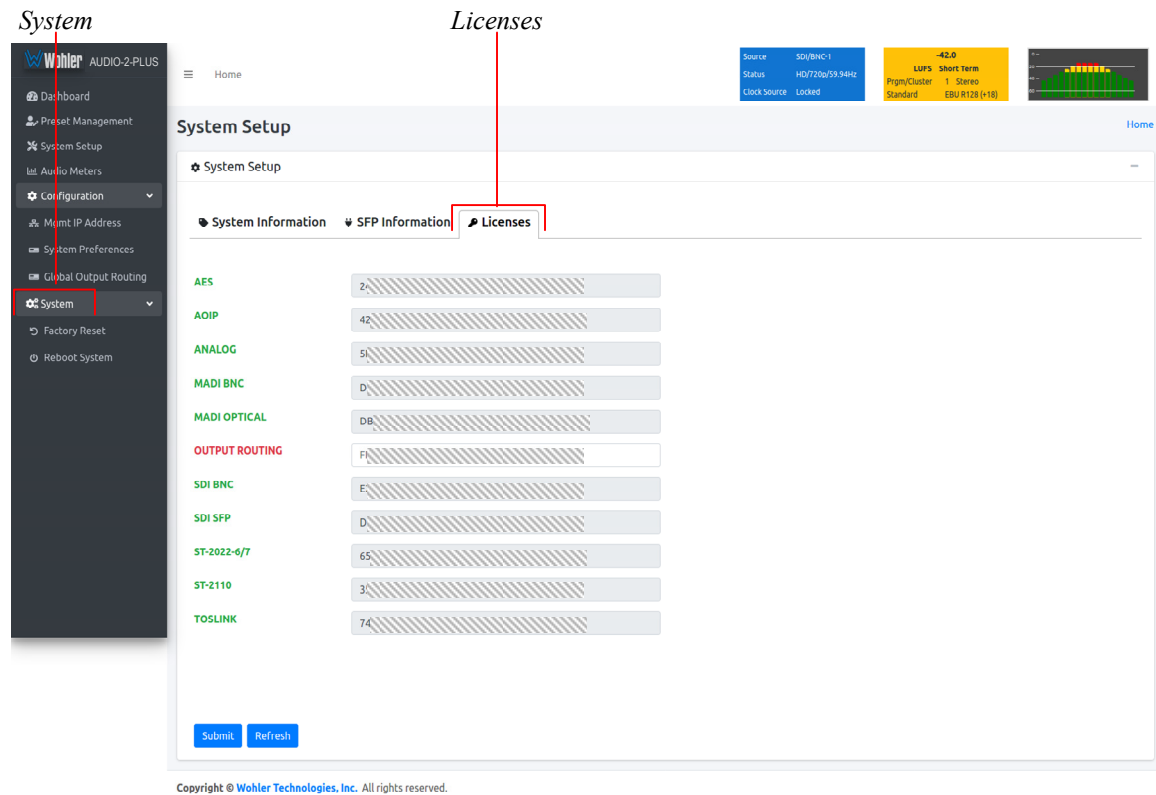 System
Licenses
Wohler AUDIO-2-PLUS
Home
Source SDI/BNC-1
Status HD/720p/59.94Hz
Clock Source Locked
-42.0
LUFS Short Term
Prgm/Cluster 1 Stereo
Standard EBU R128 (+18)
Dashboard
Preset Management
System Setup
Audio Meters
Configuration
Mgmt IP Address
System Preferences
Global Output Routing
System
Factory Reset
Reboot System
System Setup
Home
System Setup
System Information SFP Information Licenses
AES
AOIP 42
ANALOG
MADI BNC D
MADI OPTICAL DB
OUTPUT ROUTING
SDI BNC
SDI SFP D
ST-2022-6/7 65
ST-2110
TOSLINK 74
Submit Refresh
Copyright © Wohler Technologies, Inc. All rights reserved.